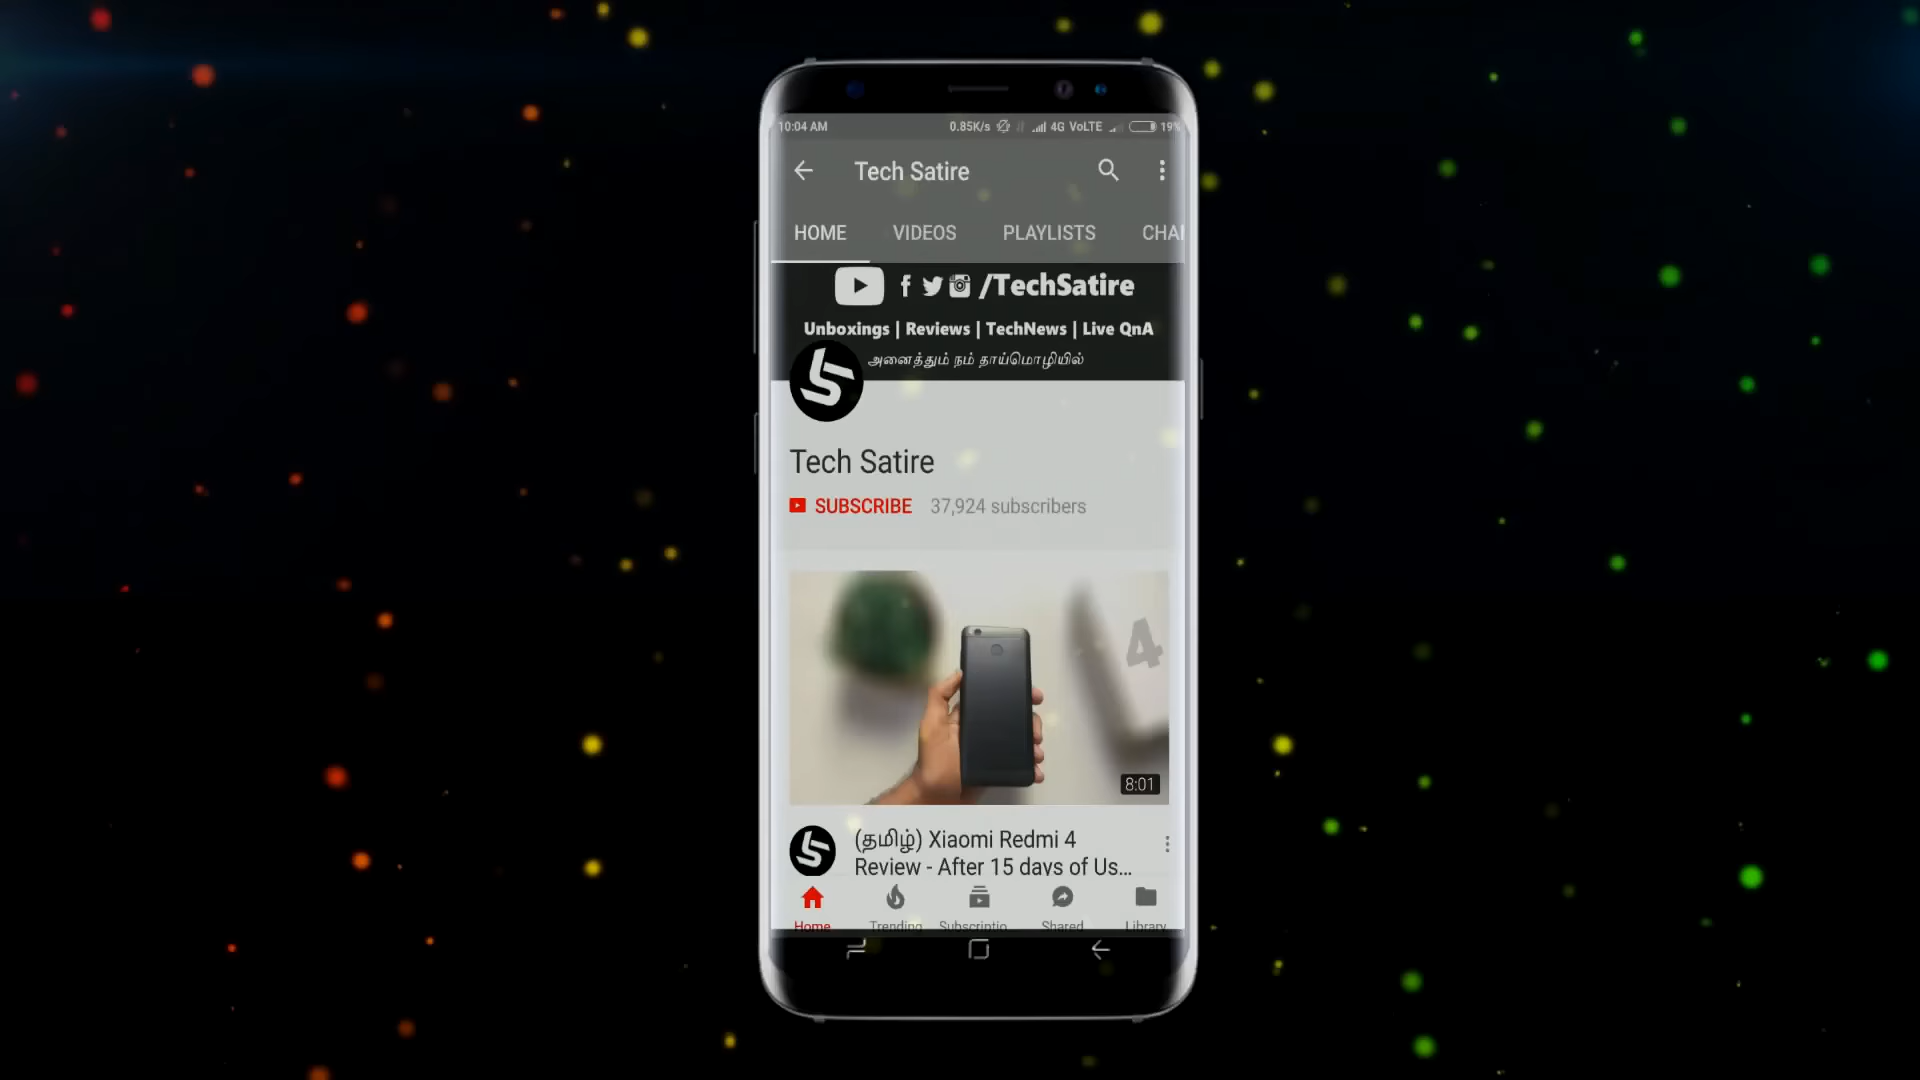 10:04 AM 0.85K/s 4G VoLTE 19%
Tech Satire
HOME VIDEOS PLAYLISTS CHA
f /TechSatire
Unboxings | Reviews | TechNews | Live QnA
அனைத்தும் நம் தாய்மொழியில்
Tech Satire
SUBSCRIBE 37,924 subscribers
4
8:01
(தமிழ்) Xiaomi Redmi 4
Review - After 15 days of Us...
Home Trending Subscriptio Shared Library